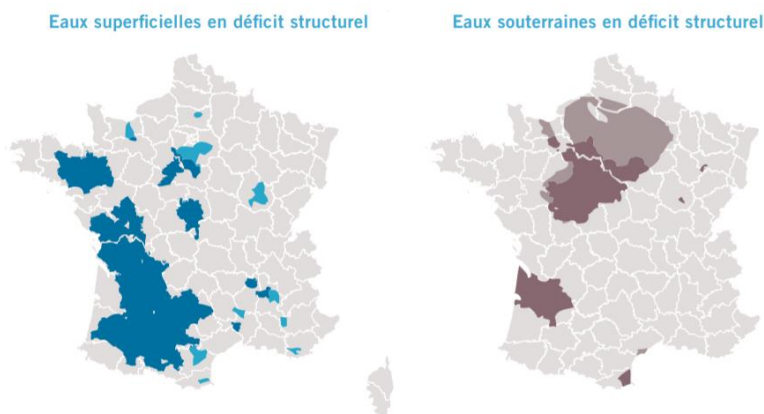 Eaux superficielles en déficit structurel
Eaux souterraines en déficit structurel